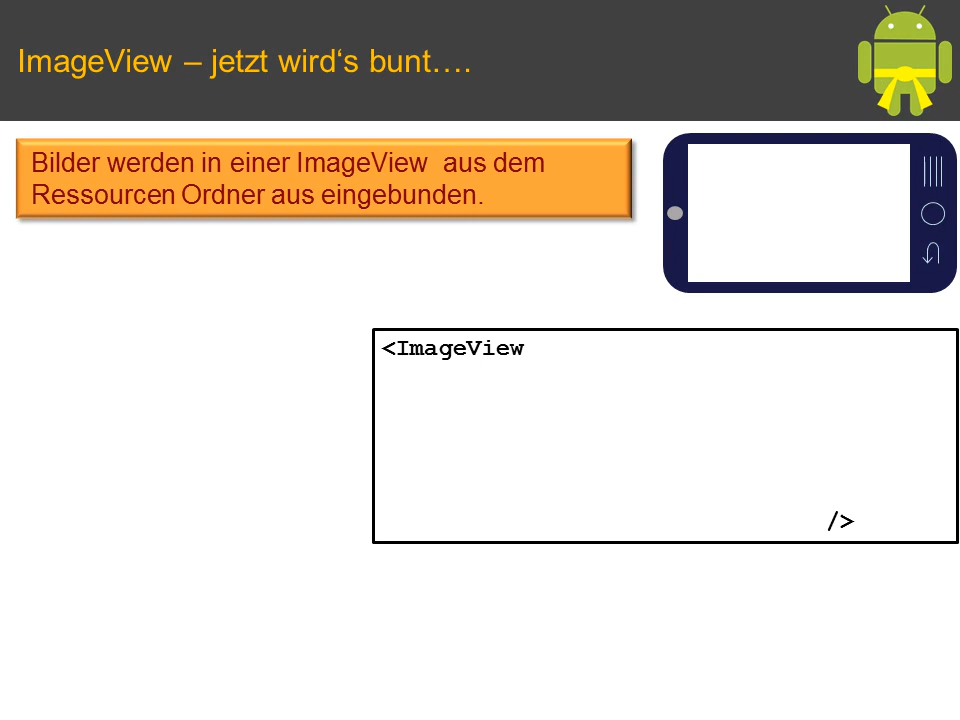 ImageView – jetzt wird‘s bunt….
Bilder werden in einer ImageView  aus dem
Ressourcen Ordner aus eingebunden.
<ImageView
/>